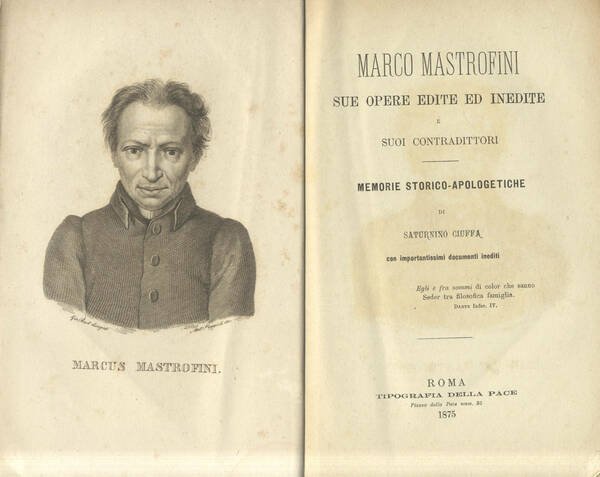 MARCUS MASTROFINI.
MARCO MASTROFINI
SUE OPERE EDITE ED INEDITE
E
SUOI CONTRADITTORI
MEMORIE STORICO-APOLOGETICHE
DI
SATURNINO CIUFFA
con importantissimi documenti inediti
Egli è fra uomini di color che sanno
Seder tra filosofica famiglia.
DANTE Infer. IV.
ROMA
TIPOGRAFIA DELLA PACE
Piazza della Pace num. 35
1875